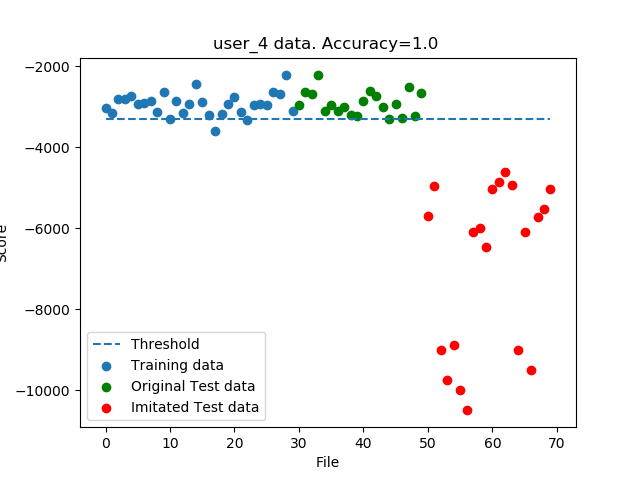 user_4 data. Accuracy=1.0
−2000
−4000
−6000
−8000
−10000
Score
Threshold
Training data
Original Test data
Imitated Test data
0 10 20 30 40 50 60 70
File